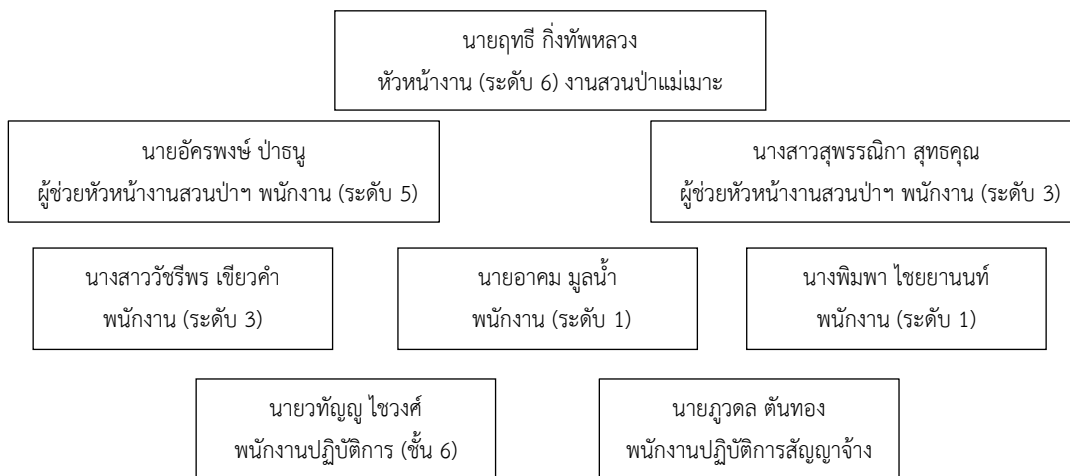 นายฤทธี กิ่งทัพหลวง
หัวหน้างาน (ระดับ 6) งานสวนป่าแม่เมาะ
นายอัครพงษ์ ป่าธนู
ผู้ช่วยหัวหน้างานสวนป่าฯ พนักงาน (ระดับ 5)
นางสาวสุพรรณิกา สุทธคุณ
ผู้ช่วยหัวหน้างานสวนป่าฯ พนักงาน (ระดับ 3)
นางสาววัชรีพร เขียวคำ
พนักงาน (ระดับ 3)
นายอาคม มูลน้ำ
พนักงาน (ระดับ 1)
นางพิมพา ไชยยานนท์
พนักงาน (ระดับ 1)
นายวทัญญู ไชวงศ์
พนักงานปฏิบัติการ (ชั้น 6)
นายภูวดล ตันทอง
พนักงานปฏิบัติการสัญญาจ้าง